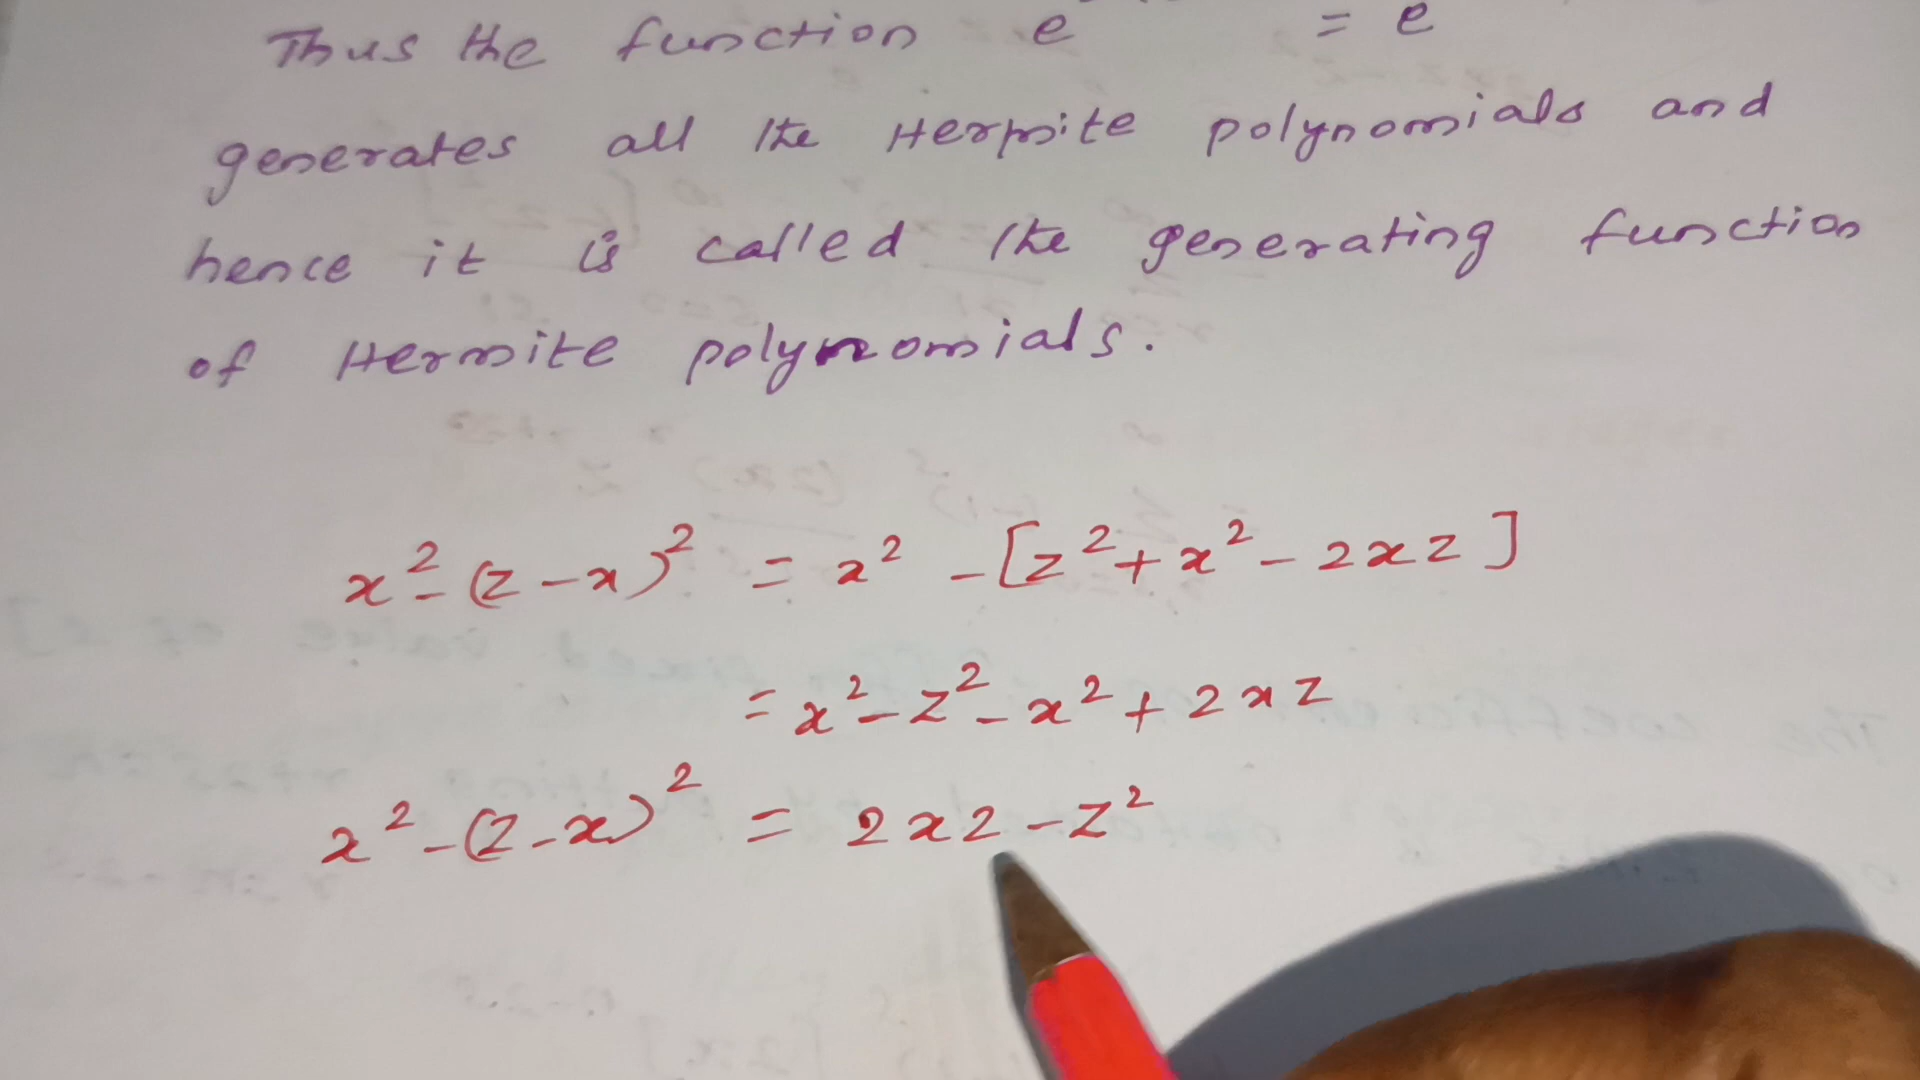 Thus the function e = e
generates all the Hermite polynomials and
hence it is called the generating function
of Hermite polynomials.
x² - (z - x)² = x² - [z² + x² - 2xz]
= x² - z² - x² + 2xz
x² - (z - x)² = 2xz - z²